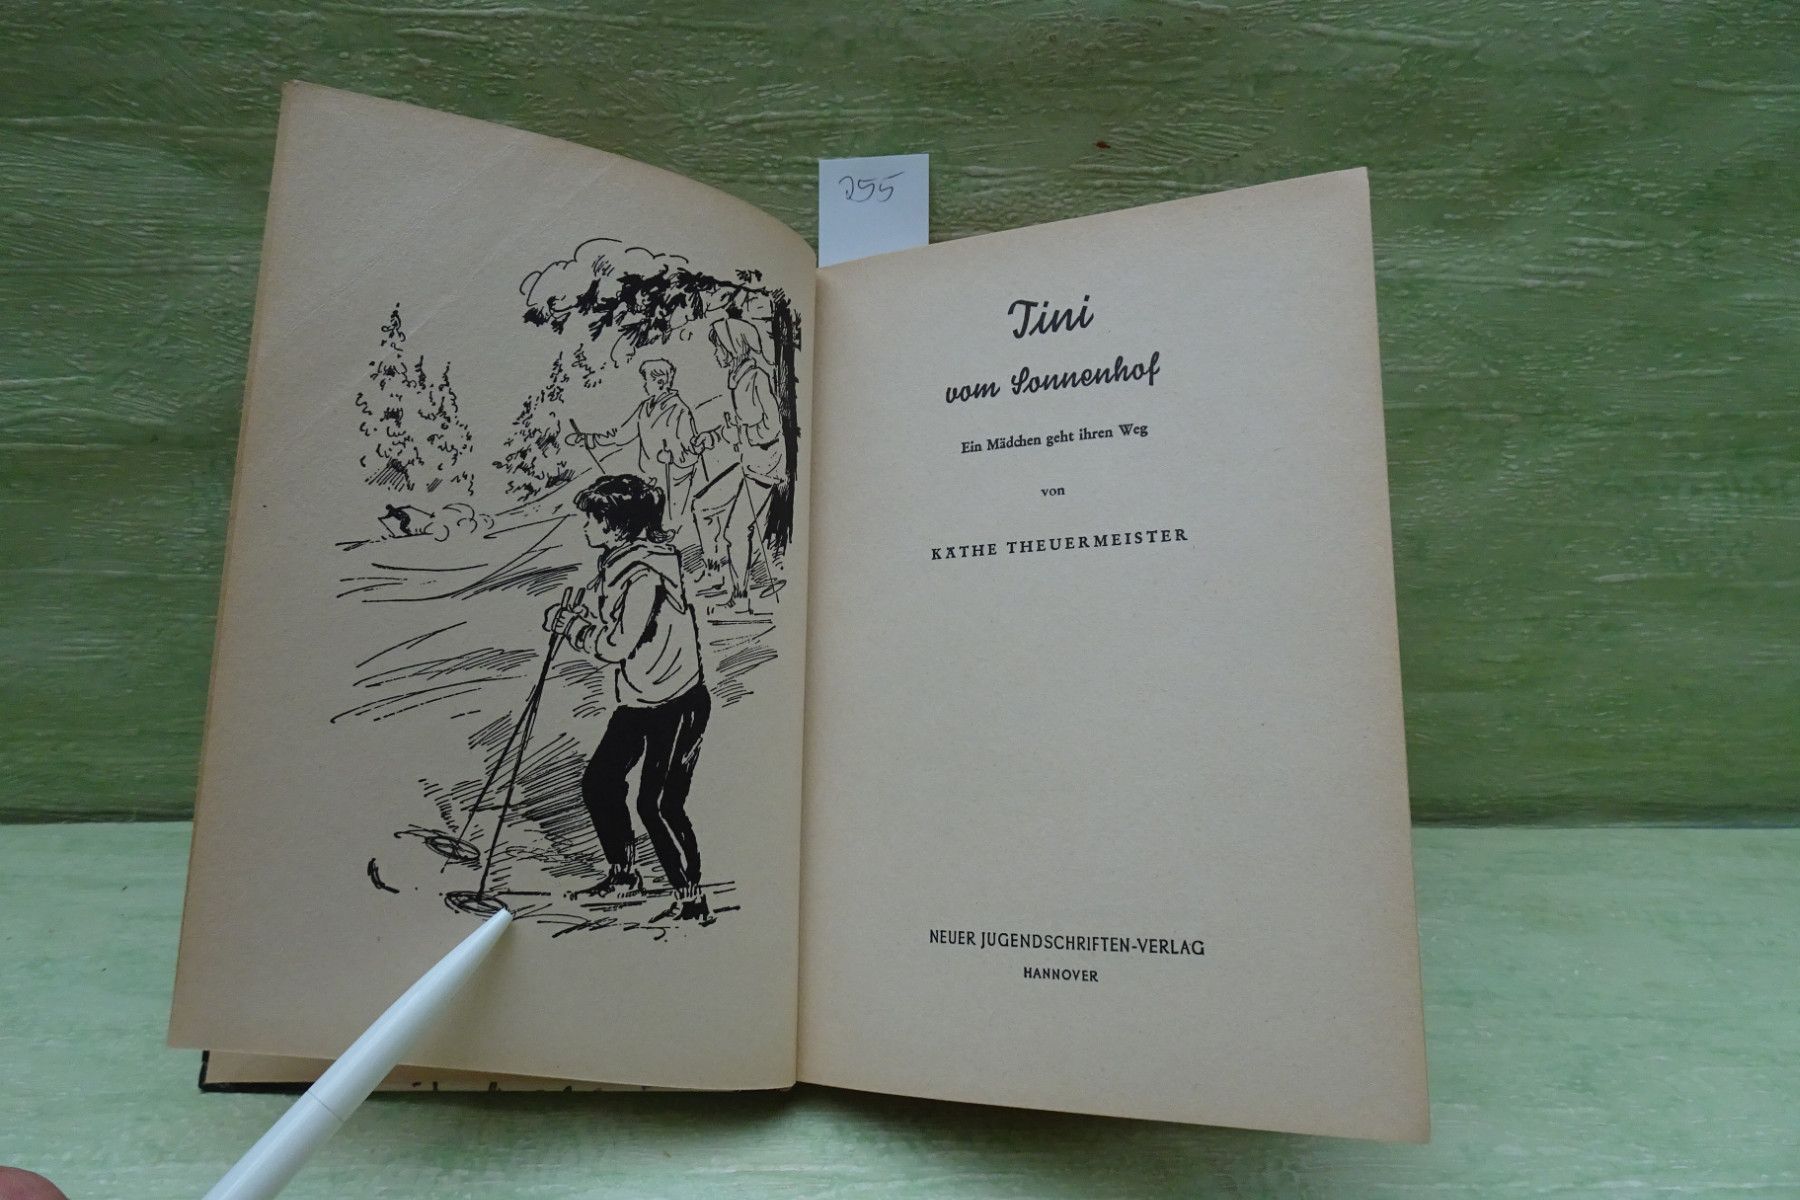 255
Tini
vom Sonnenhof
Ein Mädchen geht ihren Weg
von
KÄTHE THEUERMEISTER
NEUER JUGENDSCHRIFTEN-VERLAG
HANNOVER